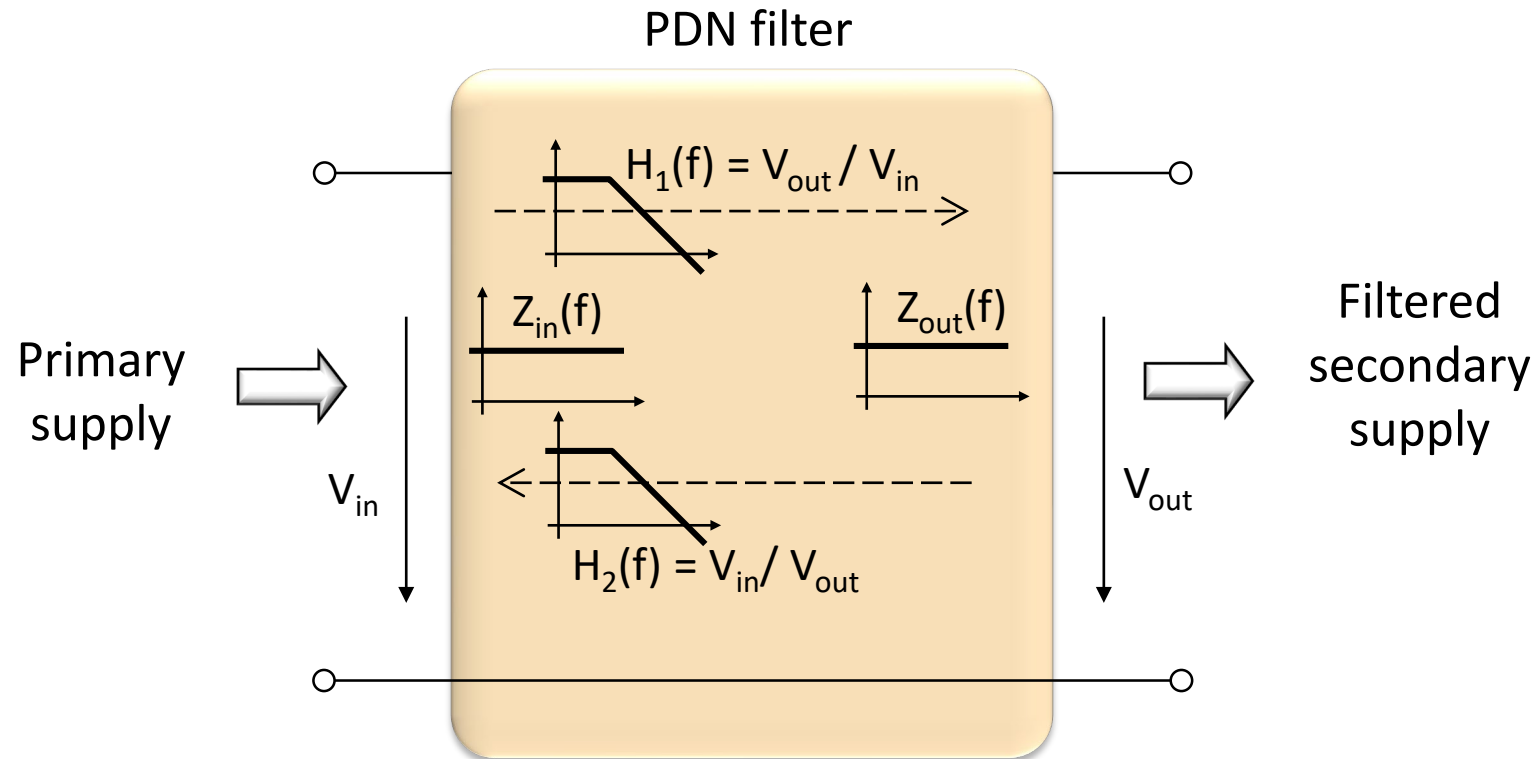 PDN filter
H₁(f) = Vout / Vin
Zin(f)
Zout(f)
Primary
supply
Filtered
secondary
supply
Vin
Vout
H₂(f) = Vin/ Vout